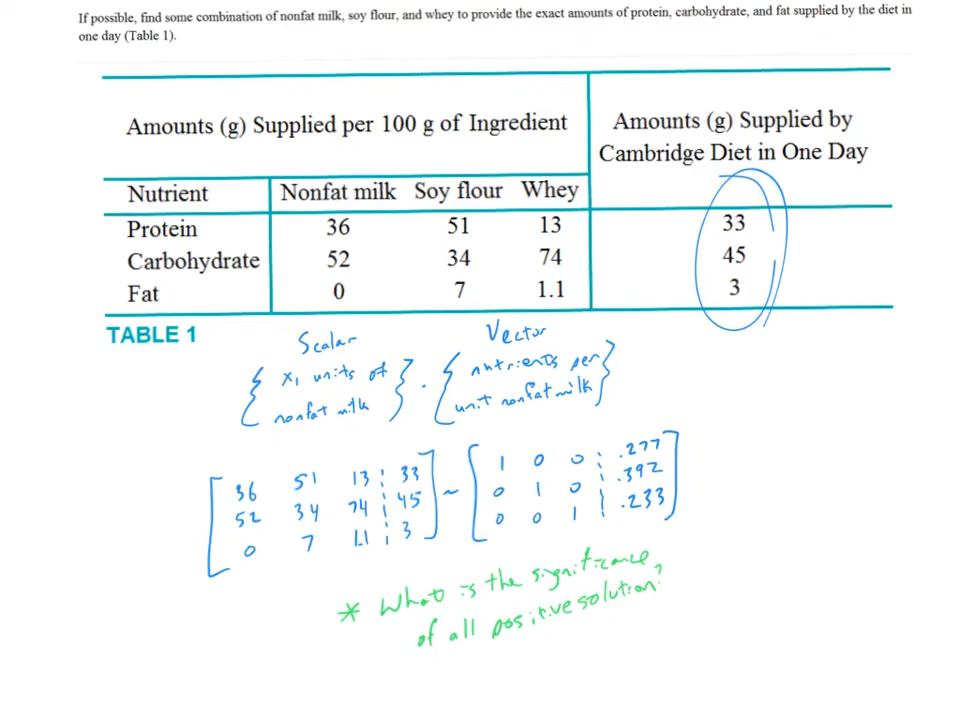 If possible, find some combination of nonfat milk, soy flour, and whey to provide the exact amounts of protein, carbohydrate, and fat supplied by the diet in
one day (Table 1).
Amounts (g) Supplied per 100 g of Ingredient
Amounts (g) Supplied by
Cambridge Diet in One Day
Nutrient Nonfat milk Soy flour Whey
Protein 36 51 13 33
Carbohydrate 52 34 74 45
Fat 0 7 1.1 3
TABLE 1
Scalar Vector
{ x₁ units of nonfat milk } · { nutrients per unit nonfat milk }
[ 36 51 13 ¦ 33 ~ [ 1 0 0 ¦ .277
52 34 74 ¦ 45 0 1 0 ¦ .392
0 7 1.1 ¦ 3 ] 0 0 1 ¦ .233 ]
* What is the significance
of all positive solution?